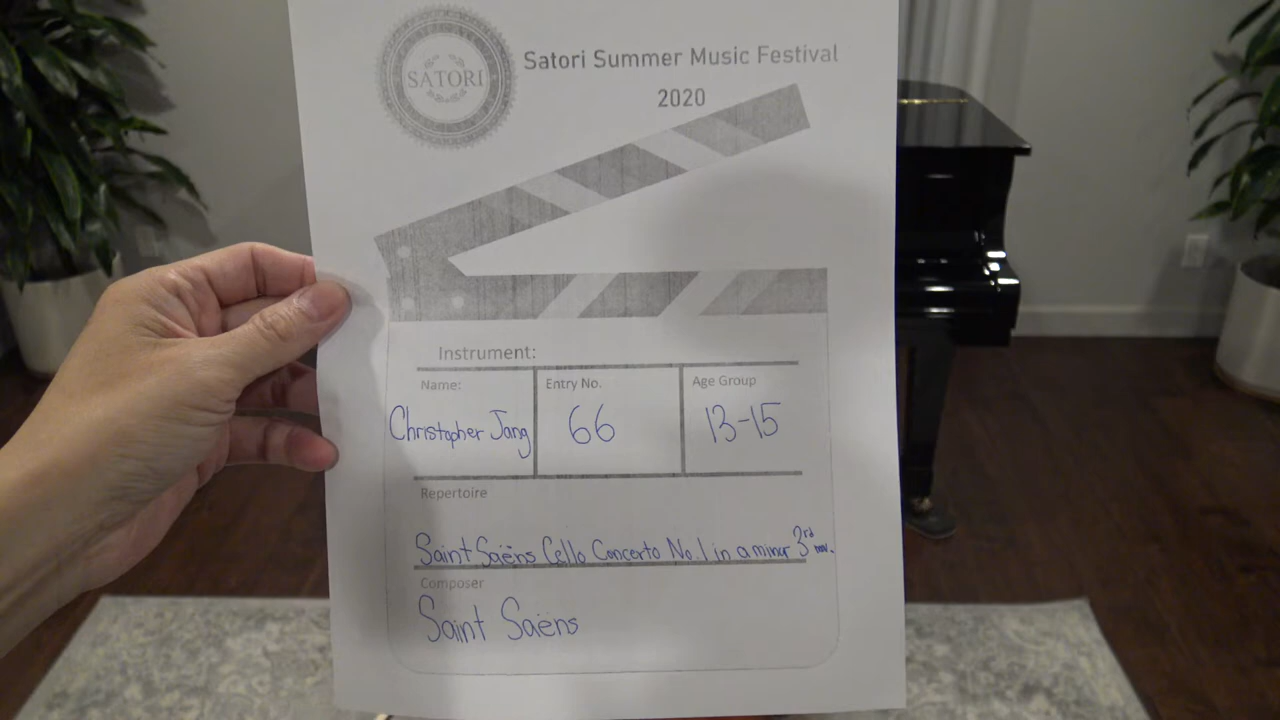 SATORI
Satori Summer Music Festival
2020
Instrument:
Name:
Entry No.
Age Group
Christopher Jang
66
13-15
Repertoire
Saint Saëns Cello Concerto No.1 in a minor 3rd mov.
Composer
Saint Saëns